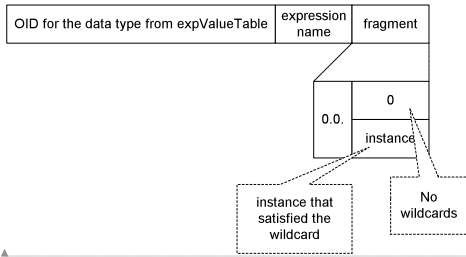 OID for the data type from expValueTable
expression
name
fragment
0.0.
0
instance
instance that
satisfied the
wildcard
No
wildcards